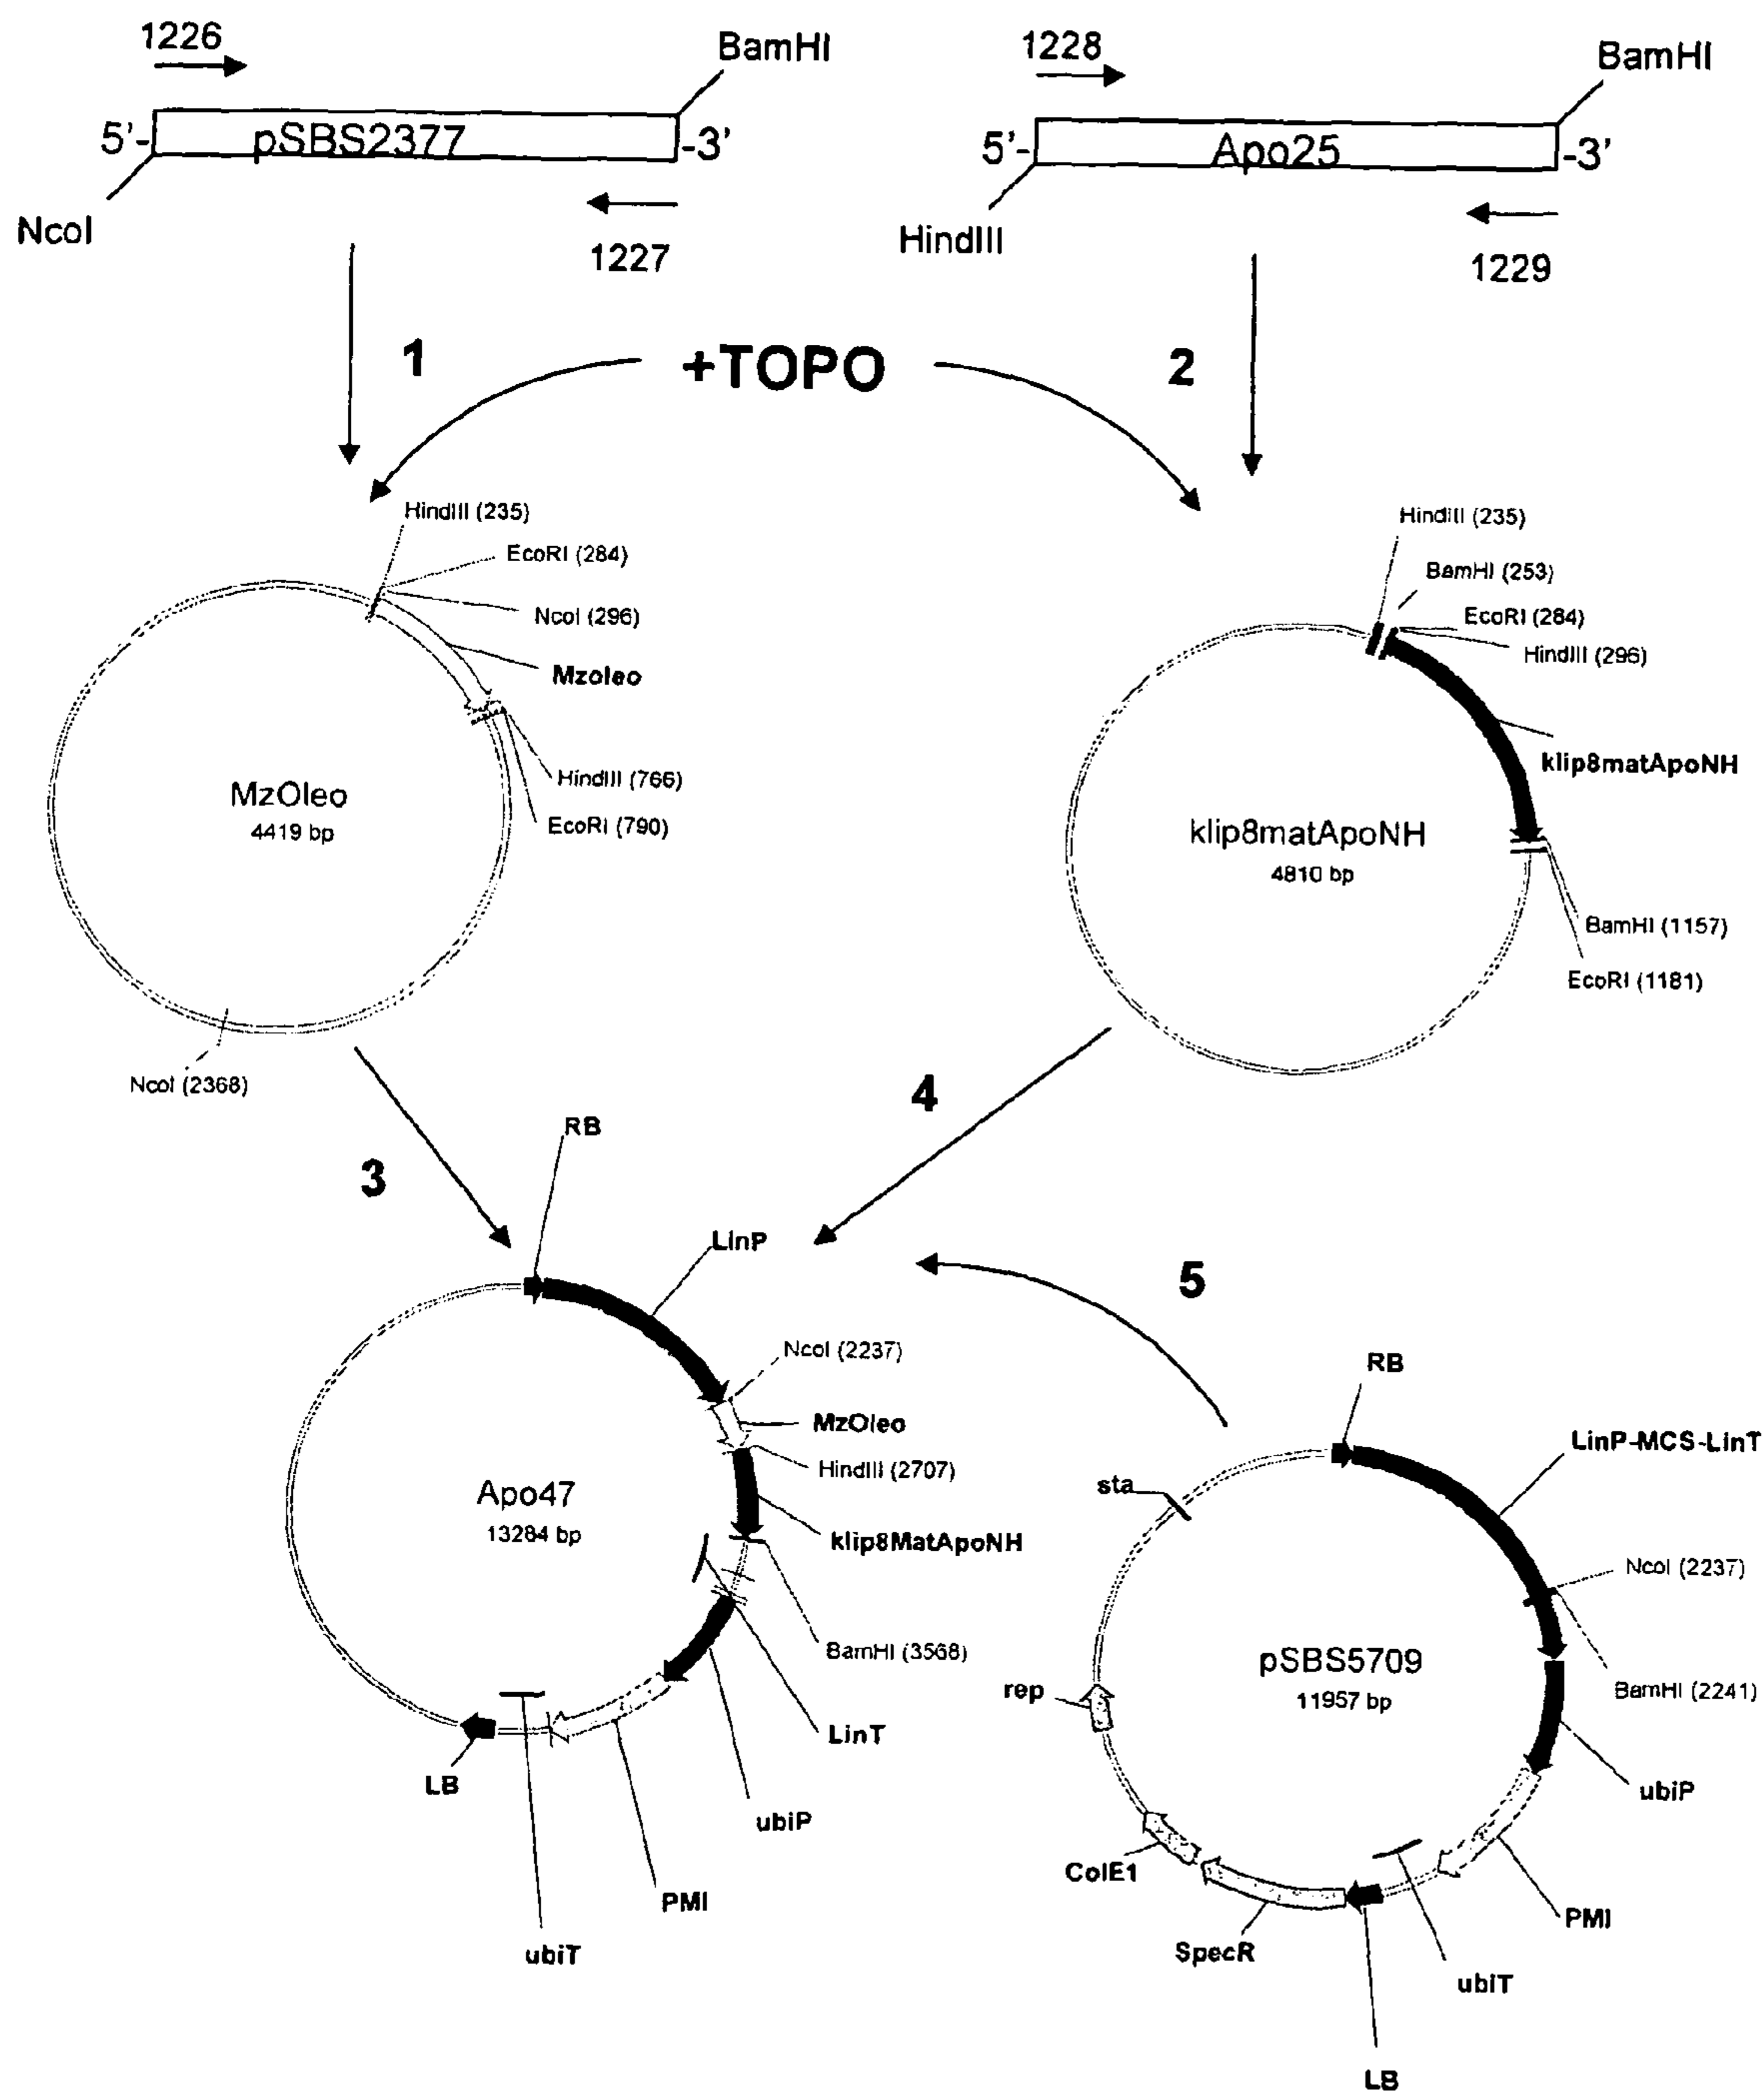 1226
BamHI
5'-
pSBS2377
-3'
NcoI
1227
1228
BamHI
5'-
Apo25
-3'
HindIII
1229
1
+TOPO
2
HindIII (235)
EcoRI (284)
NcoI (296)
Mzoleo
MzOleo
4419 bp
HindIII (766)
EcoRI (790)
NcoI (2368)
HindIII (235)
BamHI (253)
EcoRI (284)
HindIII (296)
klip8matApoNH
klip8matApoNH
4810 bp
BamHI (1157)
EcoRI (1181)
3
4
5
RB
LinP
NcoI (2237)
MzOleo
HindIII (2707)
Apo47
13284 bp
klip8MatApoNH
BamHI (3568)
LinT
LB
ubiP
PMI
ubiT
RB
LinP-MCS-LinT
sta
NcoI (2237)
pSBS5709
11957 bp
rep
BamHI (2241)
ubiP
ColE1
PMI
SpecR
ubiT
LB